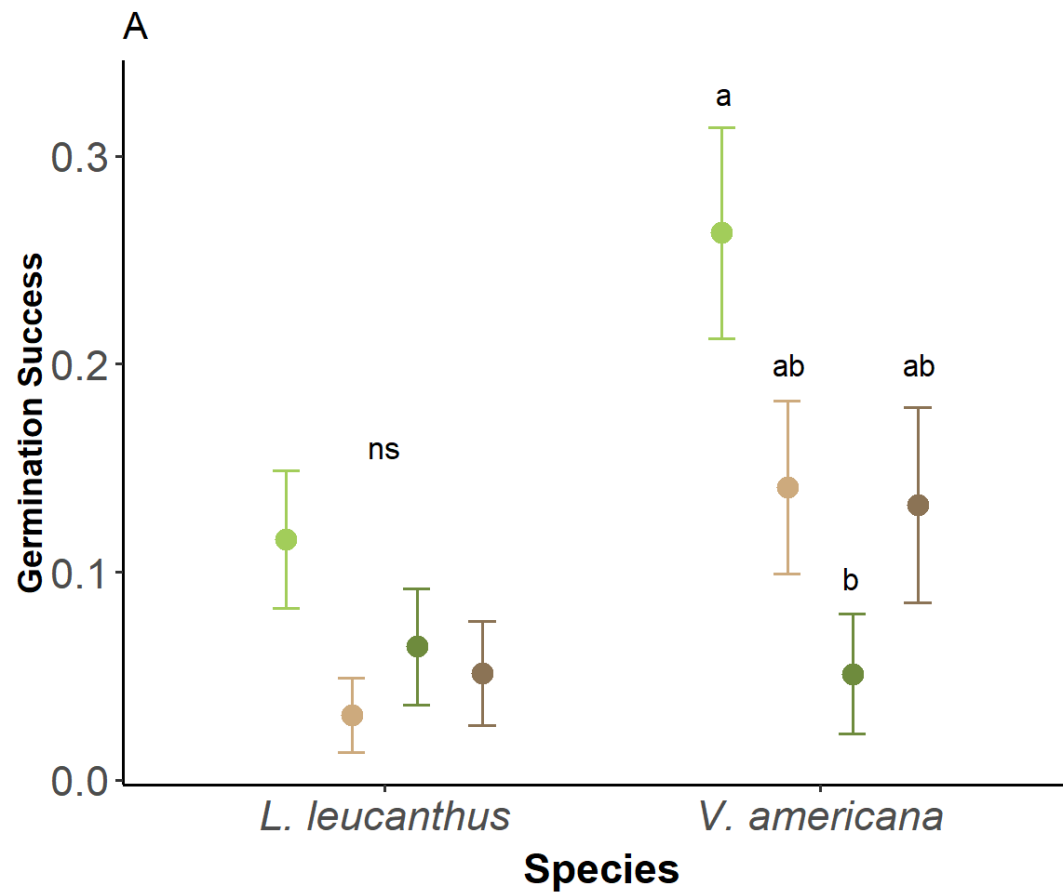 A
a
0.3
ab ab
0.2
ns
b
0.1
0.0
Germination Success
L. leucanthus V. americana
Species